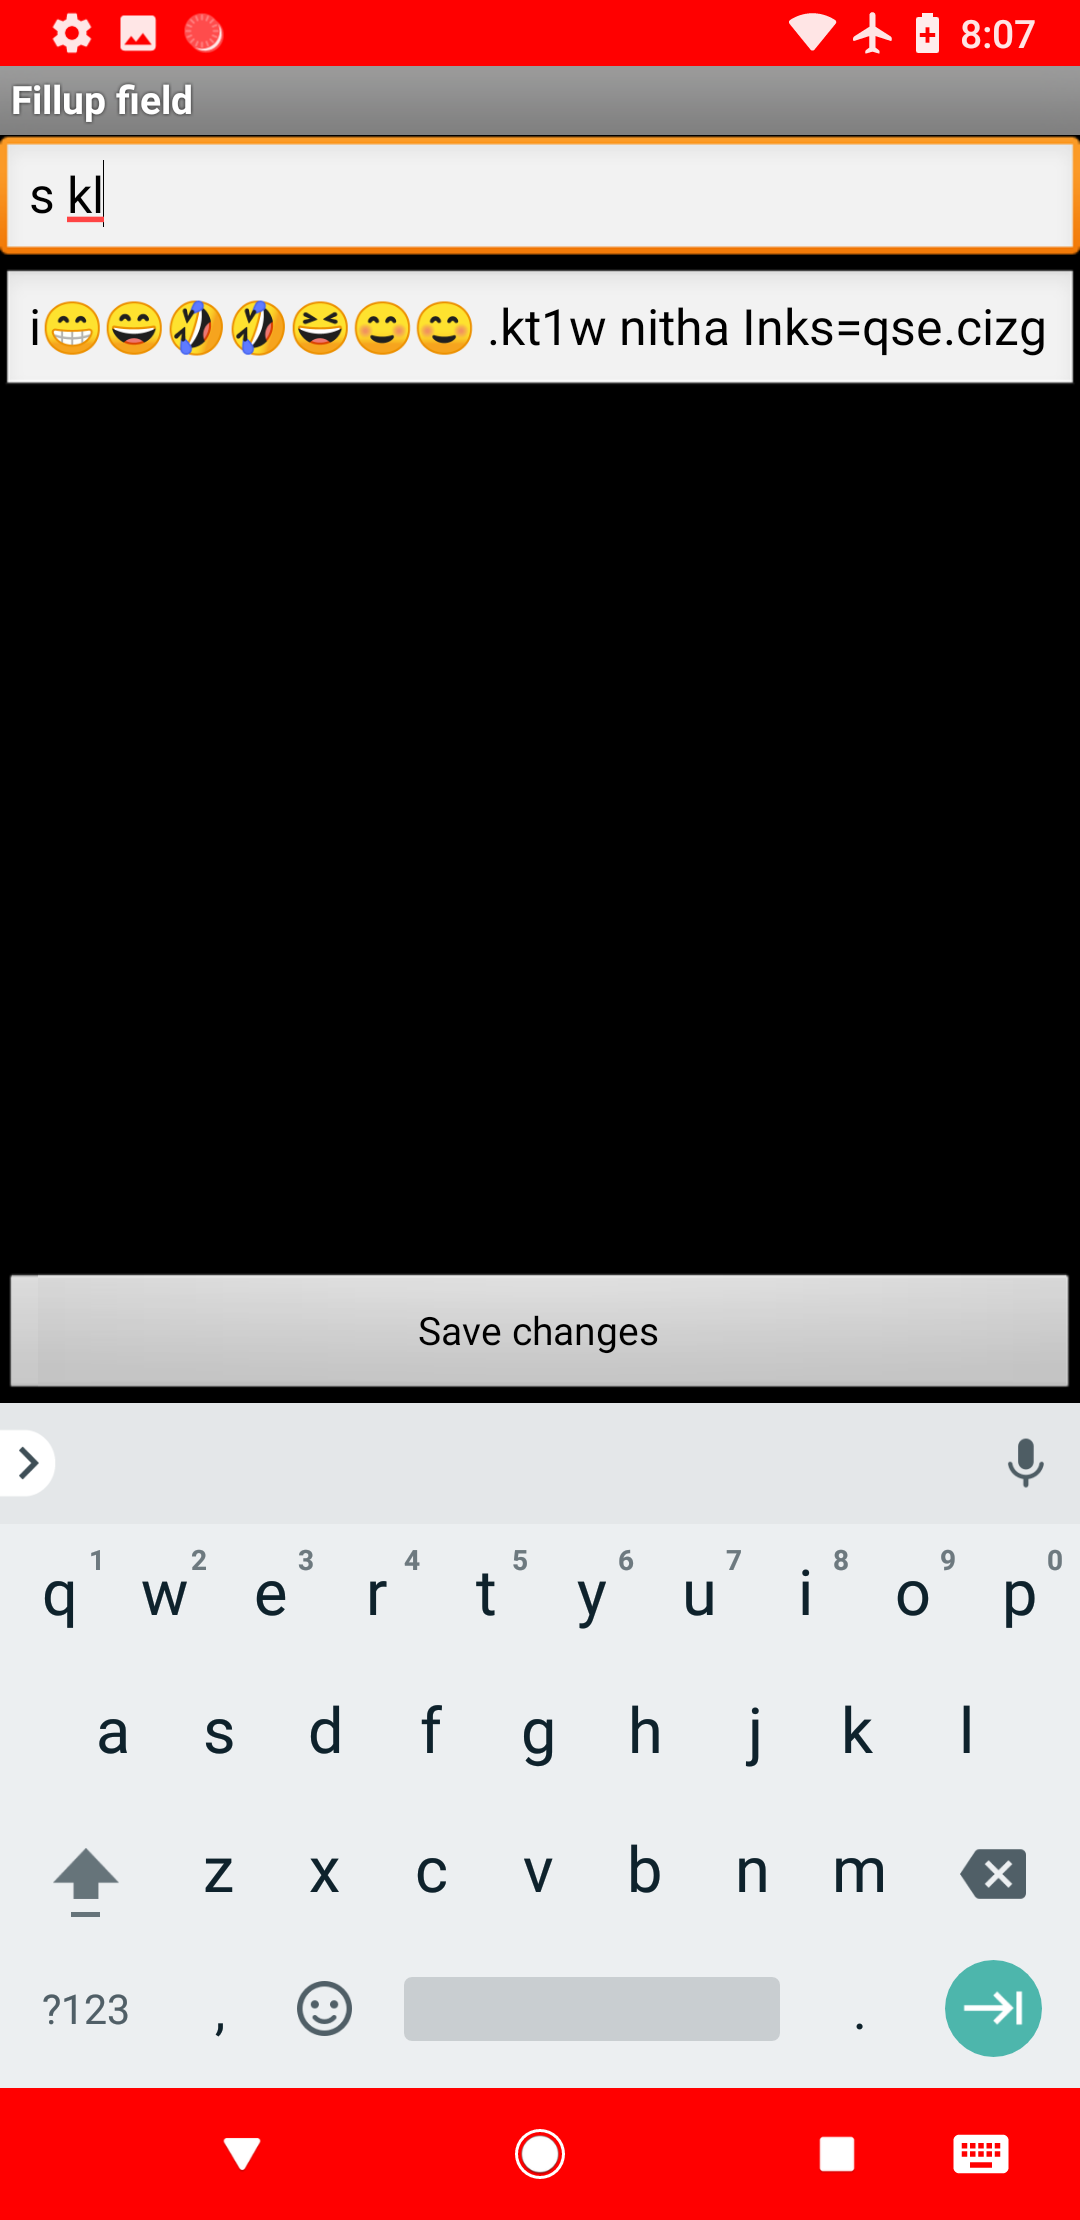 8:07
Fillup field
s kl
i😁😄🤣🤣😆😊😊 .kt1w nitha Inks=qse.cizg
Save changes
1 2 3 4 5 6 7 8 9 0
q w e r t y u i o p
a s d f g h j k l
z x c v b n m
?123 , .